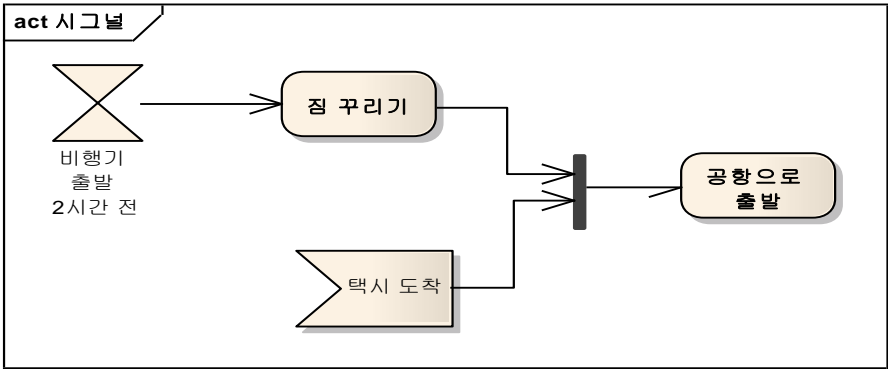 act 시그널
짐 꾸리기
비행기
출발
2시간 전
공항으로
출발
택시 도착